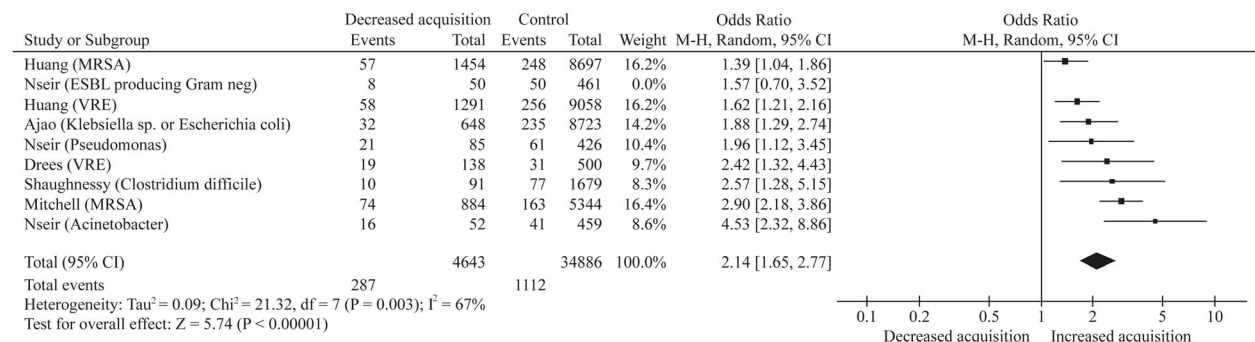 Decreased acquisition Control Odds Ratio Odds Ratio
Study or Subgroup Events Total Events Total Weight M-H, Random, 95% CI M-H, Random, 95% CI
Huang (MRSA) 57 1454 248 8697 16.2% 1.39 [1.04, 1.86]
Nseir (ESBL producing Gram neg) 8 50 50 461 0.0% 1.57 [0.70, 3.52]
Huang (VRE) 58 1291 256 9058 16.2% 1.62 [1.21, 2.16]
Ajao (Klebsiella sp. or Escherichia coli) 32 648 235 8723 14.2% 1.88 [1.29, 2.74]
Nseir (Pseudomonas) 21 85 61 426 10.4% 1.96 [1.12, 3.45]
Drees (VRE) 19 138 31 500 9.7% 2.42 [1.32, 4.43]
Shaughnessy (Clostridium difficile) 10 91 77 1679 8.3% 2.57 [1.28, 5.15]
Mitchell (MRSA) 74 884 163 5344 16.4% 2.90 [2.18, 3.86]
Nseir (Acinetobacter) 16 52 41 459 8.6% 4.53 [2.32, 8.86]
Total (95% CI) 4643 34886 100.0% 2.14 [1.65, 2.77]
Total events 287 1112
Heterogeneity: Tau² = 0.09; Chi² = 21.32, df = 7 (P = 0.003); I² = 67%
Test for overall effect: Z = 5.74 (P < 0.00001)
0.1 0.2 0.5 1 2 5 10
Decreased acquisition Increased acquisition